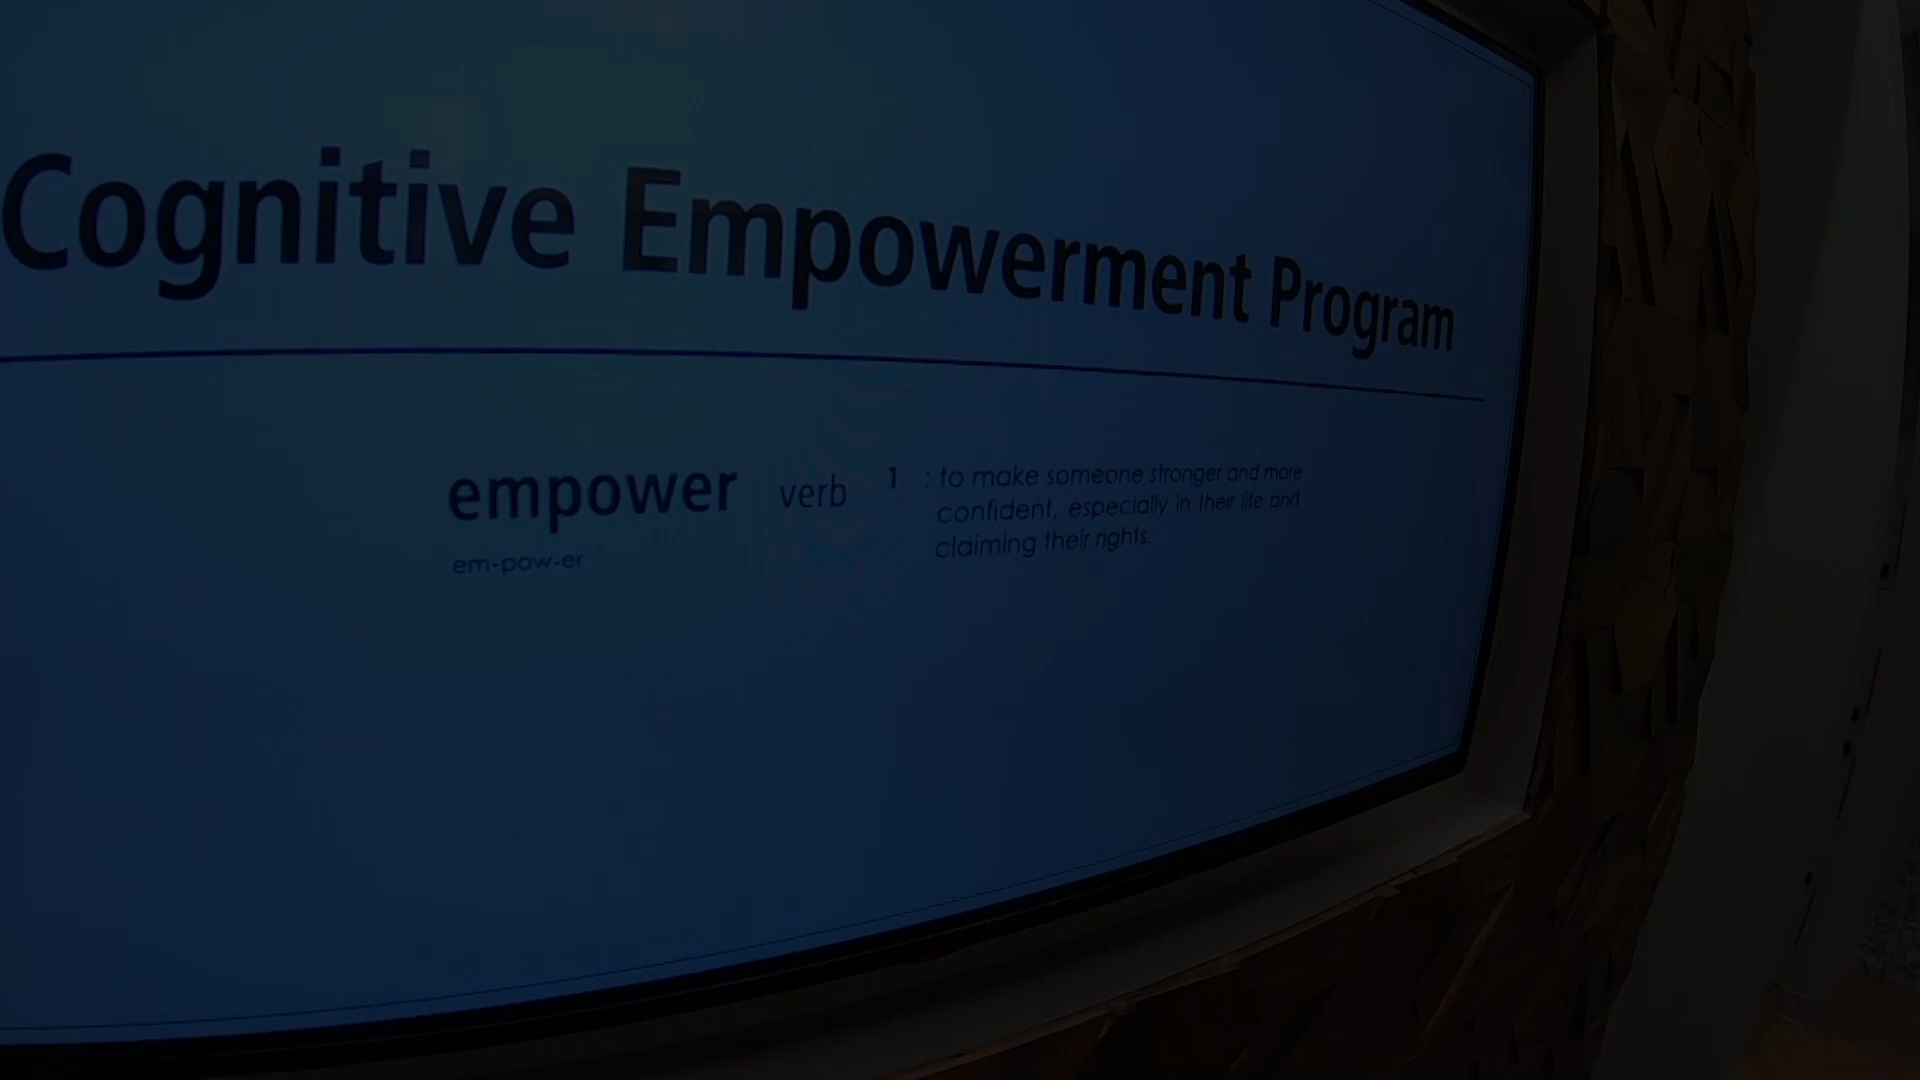 Cognitive Empowerment Program
empower verb 1 : to make someone stronger and more
confident, especially in their life and
claiming their rights.
em·pow·er